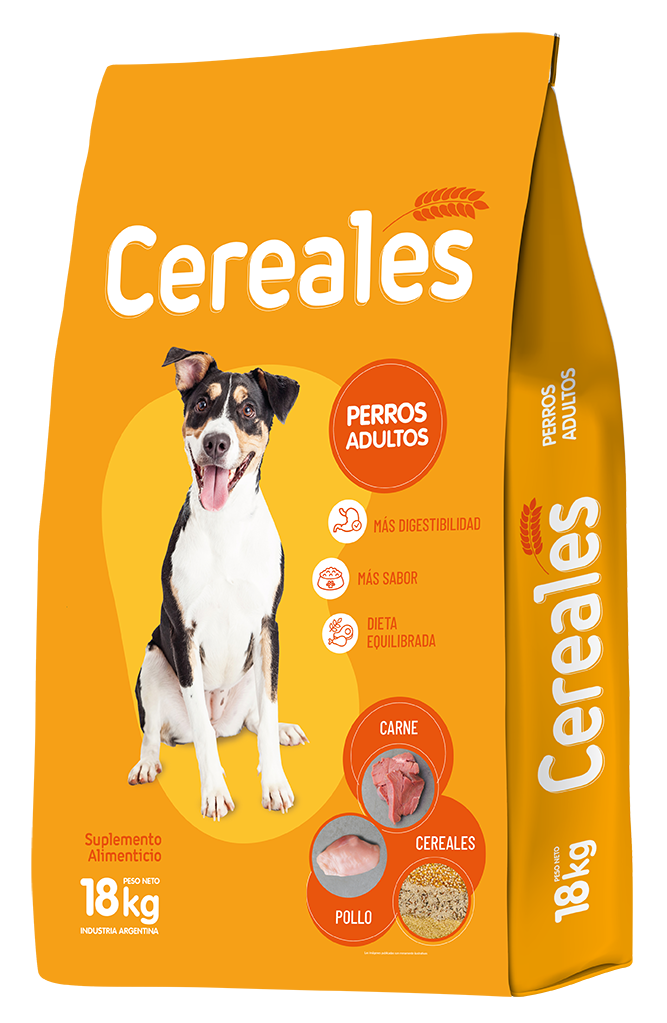 Cereales
PERROS
ADULTOS
MÁS DIGESTIBILIDAD
MÁS SABOR
DIETA
EQUILIBRADA
CARNE
CEREALES
POLLO
Suplemento
Alimenticio
PESO NETO
18kg
INDUSTRIA ARGENTINA
PERROS
ADULTOS
Cereales
PESO NETO
18kg